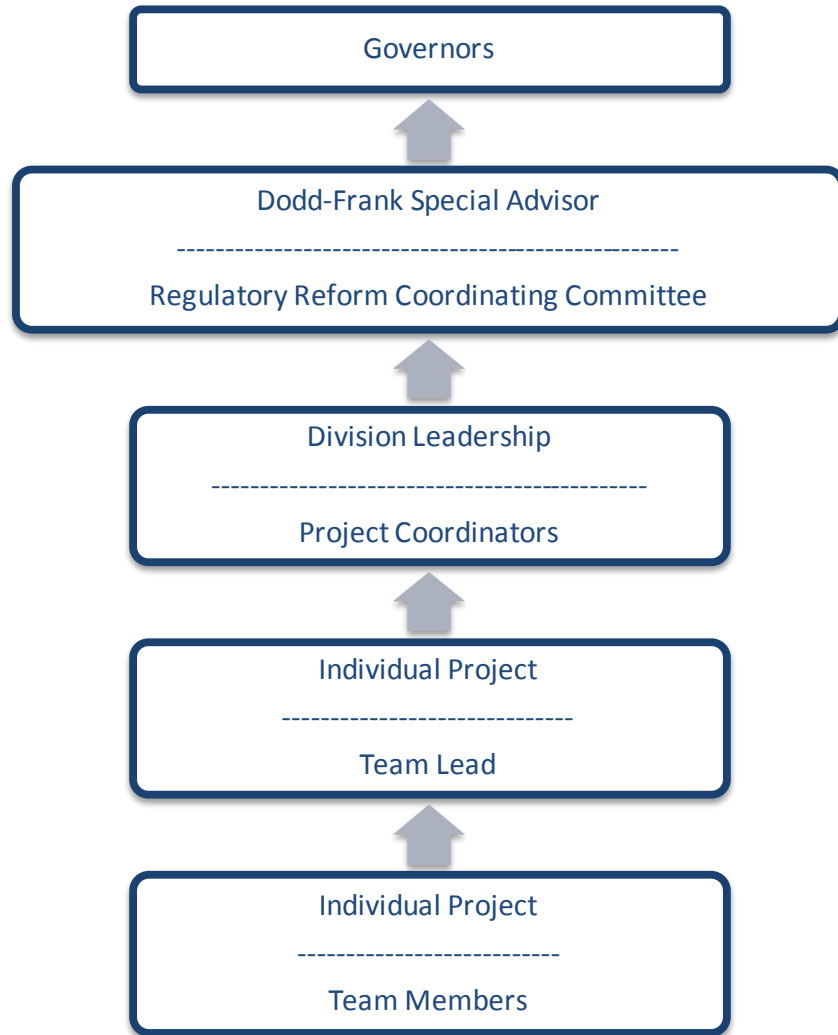 Governors
Dodd-Frank Special Advisor
Regulatory Reform Coordinating Committee
Division Leadership
Project Coordinators
Individual Project
Team Lead
Individual Project
Team Members